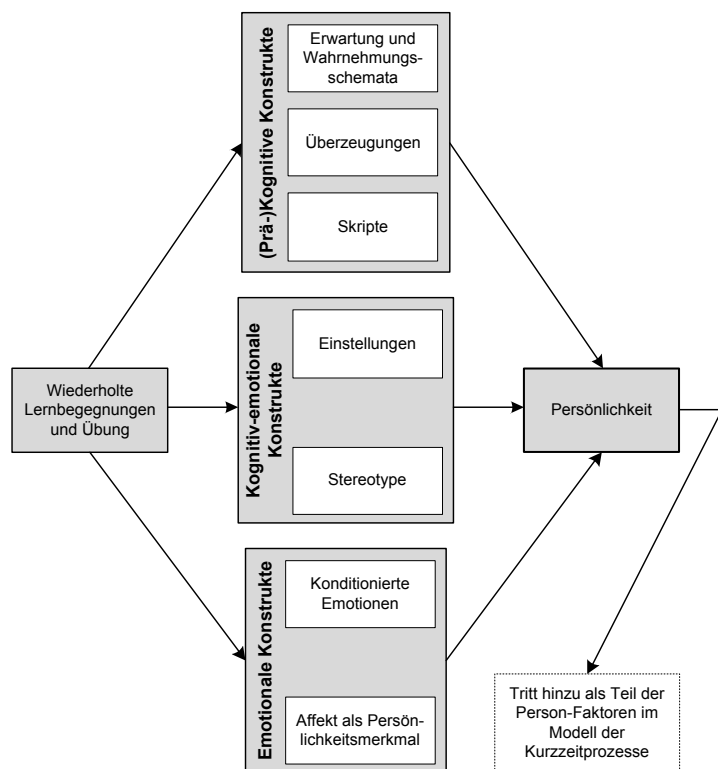 (Prä-)Kognitive Konstrukte
Erwartung und
Wahrnehmungs-
schemata
Überzeugungen
Skripte
Wiederholte
Lernbegegnungen
und Übung
Kognitiv-emotionale
Konstrukte
Einstellungen
Stereotype
Persönlichkeit
Emotionale Konstrukte
Konditionierte
Emotionen
Affekt als Persön-
lichkeitsmerkmal
Tritt hinzu als Teil der
Person-Faktoren im
Modell der
Kurzzeitprozesse